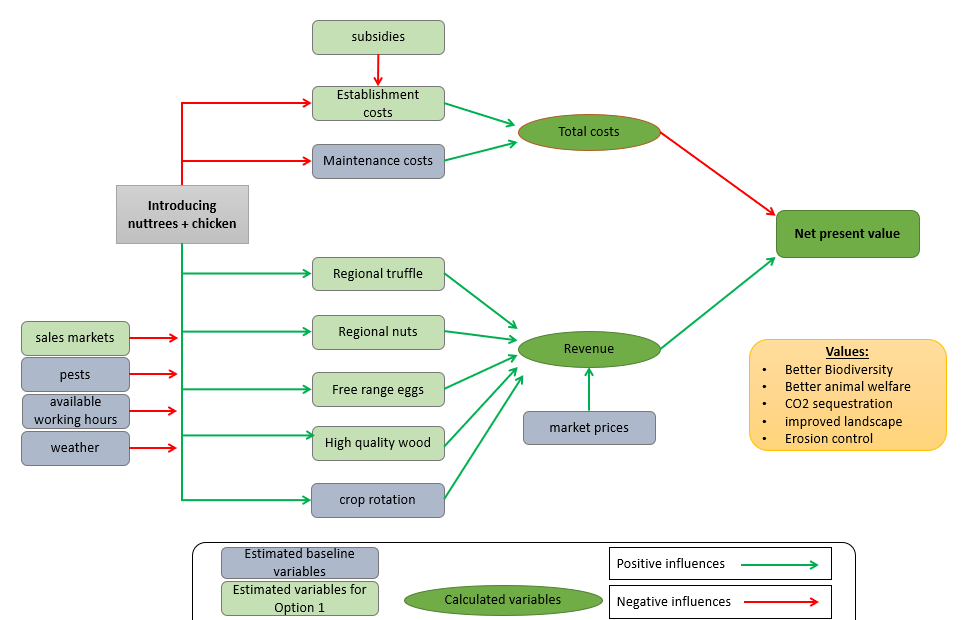 subsidies
Establishment
costs
Total costs
Maintenance costs
Introducing
nuttrees + chicken
Net present value
Regional truffle
sales markets
Regional nuts
Revenue
pests
Free range eggs
available
working hours
market prices
weather
High quality wood
crop rotation
Values:
• Better Biodiversity
• Better animal welfare
• CO2 sequestration
• improved landscape
• Erosion control
Estimated baseline
variables
Estimated variables for
Option 1
Calculated variables
Positive influences
Negative influences